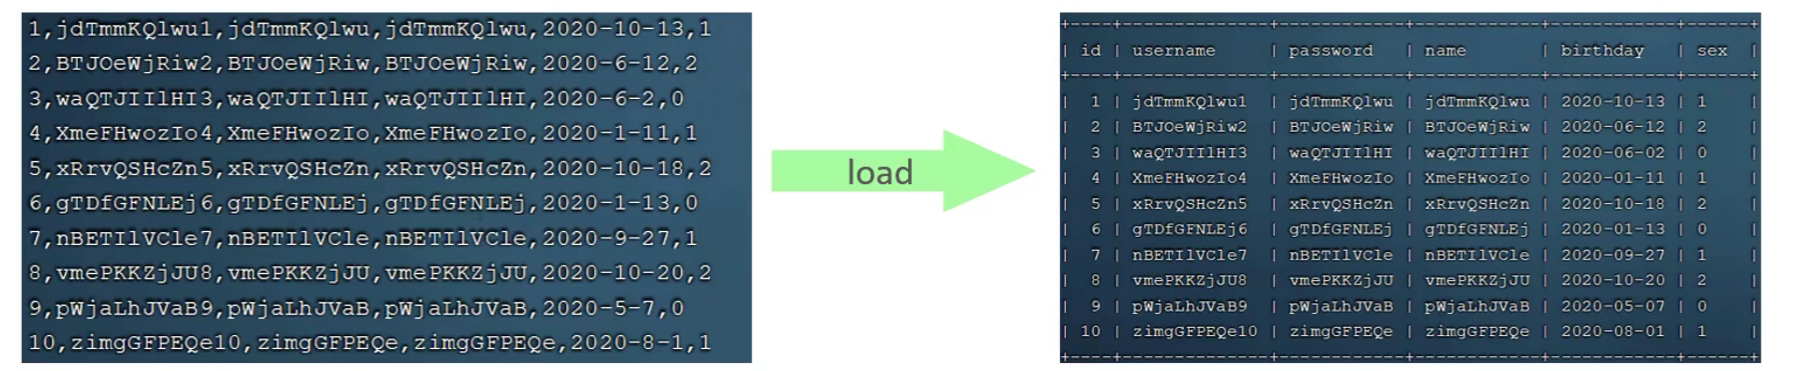 1,jdTmmKQlwu1,jdTmmKQlwu,jdTmmKQlwu,2020-10-13,1
2,BTJOeWjRiw2,BTJOeWjRiw,BTJOeWjRiw,2020-6-12,2
3,waQTJIIlHI3,waQTJIIlHI,waQTJIIlHI,2020-6-2,0
4,XmeFHwozIo4,XmeFHwozIo,XmeFHwozIo,2020-1-11,1
5,xRrvQSHcZn5,xRrvQSHcZn,xRrvQSHcZn,2020-10-18,2
6,gTDfGFNLEj6,gTDfGFNLEj,gTDfGFNLEj,2020-1-13,0
7,nBETIlVCle7,nBETIlVCle,nBETIlVCle,2020-9-27,1
8,vmePKKZjJU8,vmePKKZjJU,vmePKKZjJU,2020-10-20,2
9,pWjaLhJVaB9,pWjaLhJVaB,pWjaLhJVaB,2020-5-7,0
10,zimgGFPEQe10,zimgGFPEQe,zimgGFPEQe,2020-8-1,1
load
+----+--------------+------------+------------+------------+------+
| id | username | password | name | birthday | sex |
+----+--------------+------------+------------+------------+------+
| 1 | jdTmmKQlwu1 | jdTmmKQlwu | jdTmmKQlwu | 2020-10-13 | 1 |
| 2 | BTJOeWjRiw2 | BTJOeWjRiw | BTJOeWjRiw | 2020-06-12 | 2 |
| 3 | waQTJIIlHI3 | waQTJIIlHI | waQTJIIlHI | 2020-06-02 | 0 |
| 4 | XmeFHwozIo4 | XmeFHwozIo | XmeFHwozIo | 2020-01-11 | 1 |
| 5 | xRrvQSHcZn5 | xRrvQSHcZn | xRrvQSHcZn | 2020-10-18 | 2 |
| 6 | gTDfGFNLEj6 | gTDfGFNLEj | gTDfGFNLEj | 2020-01-13 | 0 |
| 7 | nBETIlVCle7 | nBETIlVCle | nBETIlVCle | 2020-09-27 | 1 |
| 8 | vmePKKZjJU8 | vmePKKZjJU | vmePKKZjJU | 2020-10-20 | 2 |
| 9 | pWjaLhJVaB9 | pWjaLhJVaB | pWjaLhJVaB | 2020-05-07 | 0 |
| 10 | zimgGFPEQe10 | zimgGFPEQe | zimgGFPEQe | 2020-08-01 | 1 |
+----+--------------+------------+------------+------------+------+